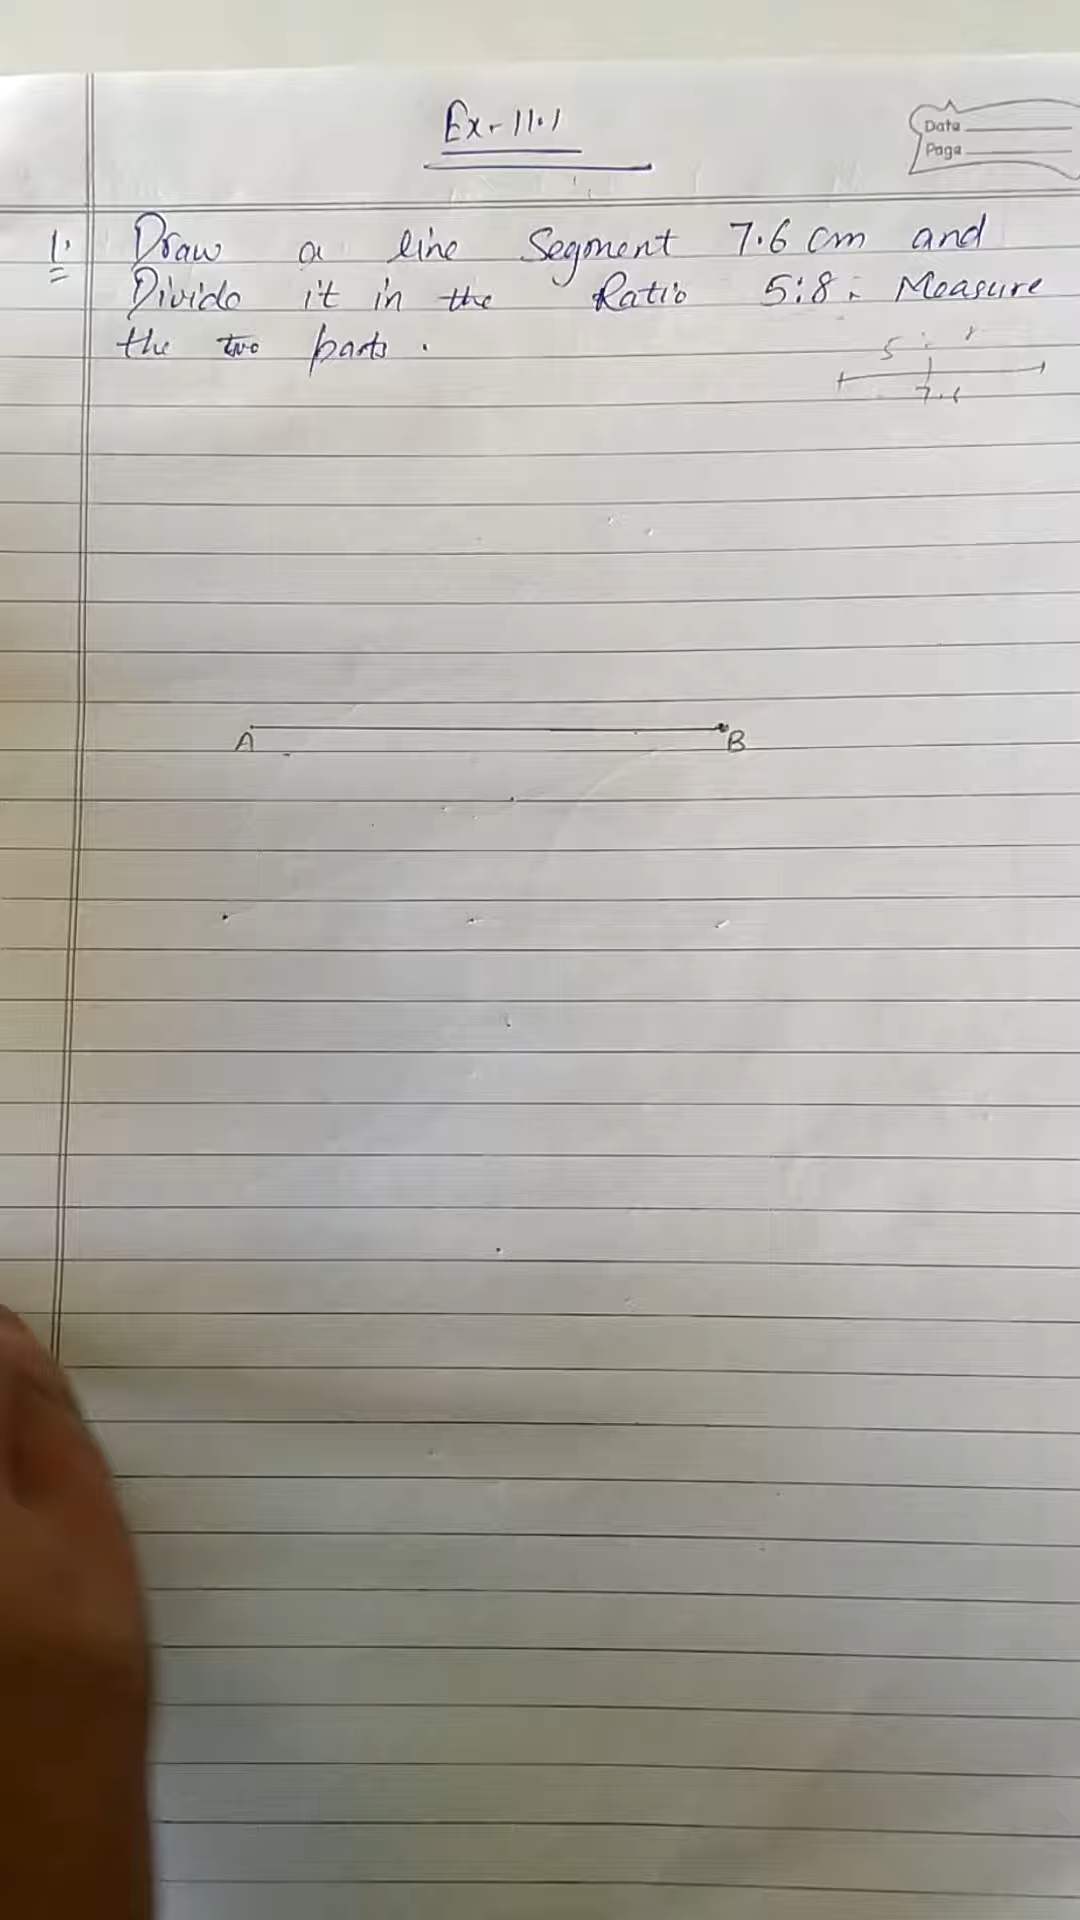 Ex-11.1
Date
Page
1. Draw a line Segment 7.6 cm and
Divide it in the Ratio 5:8. Measure
the two parts.
5 : 8
7.6
A B